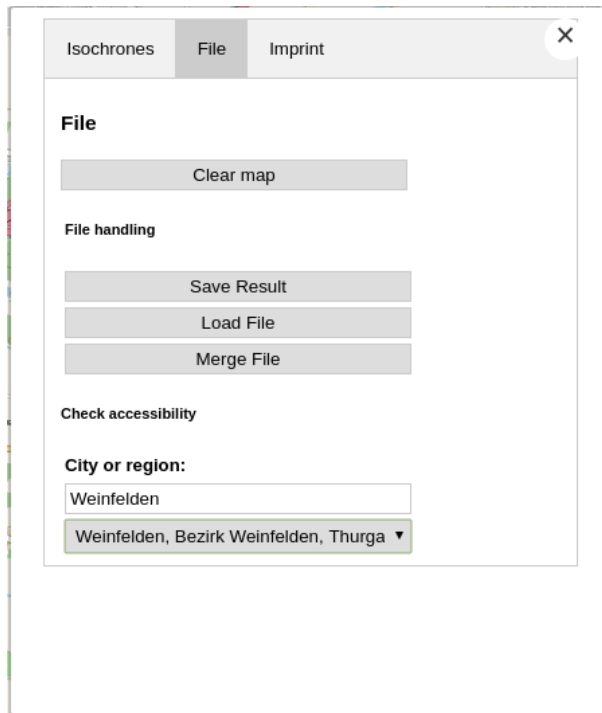 Isochrones File Imprint
File
Clear map
File handling
Save Result
Load File
Merge File
Check accessibility
City or region:
Weinfelden
Weinfelden, Bezirk Weinfelden, Thurga